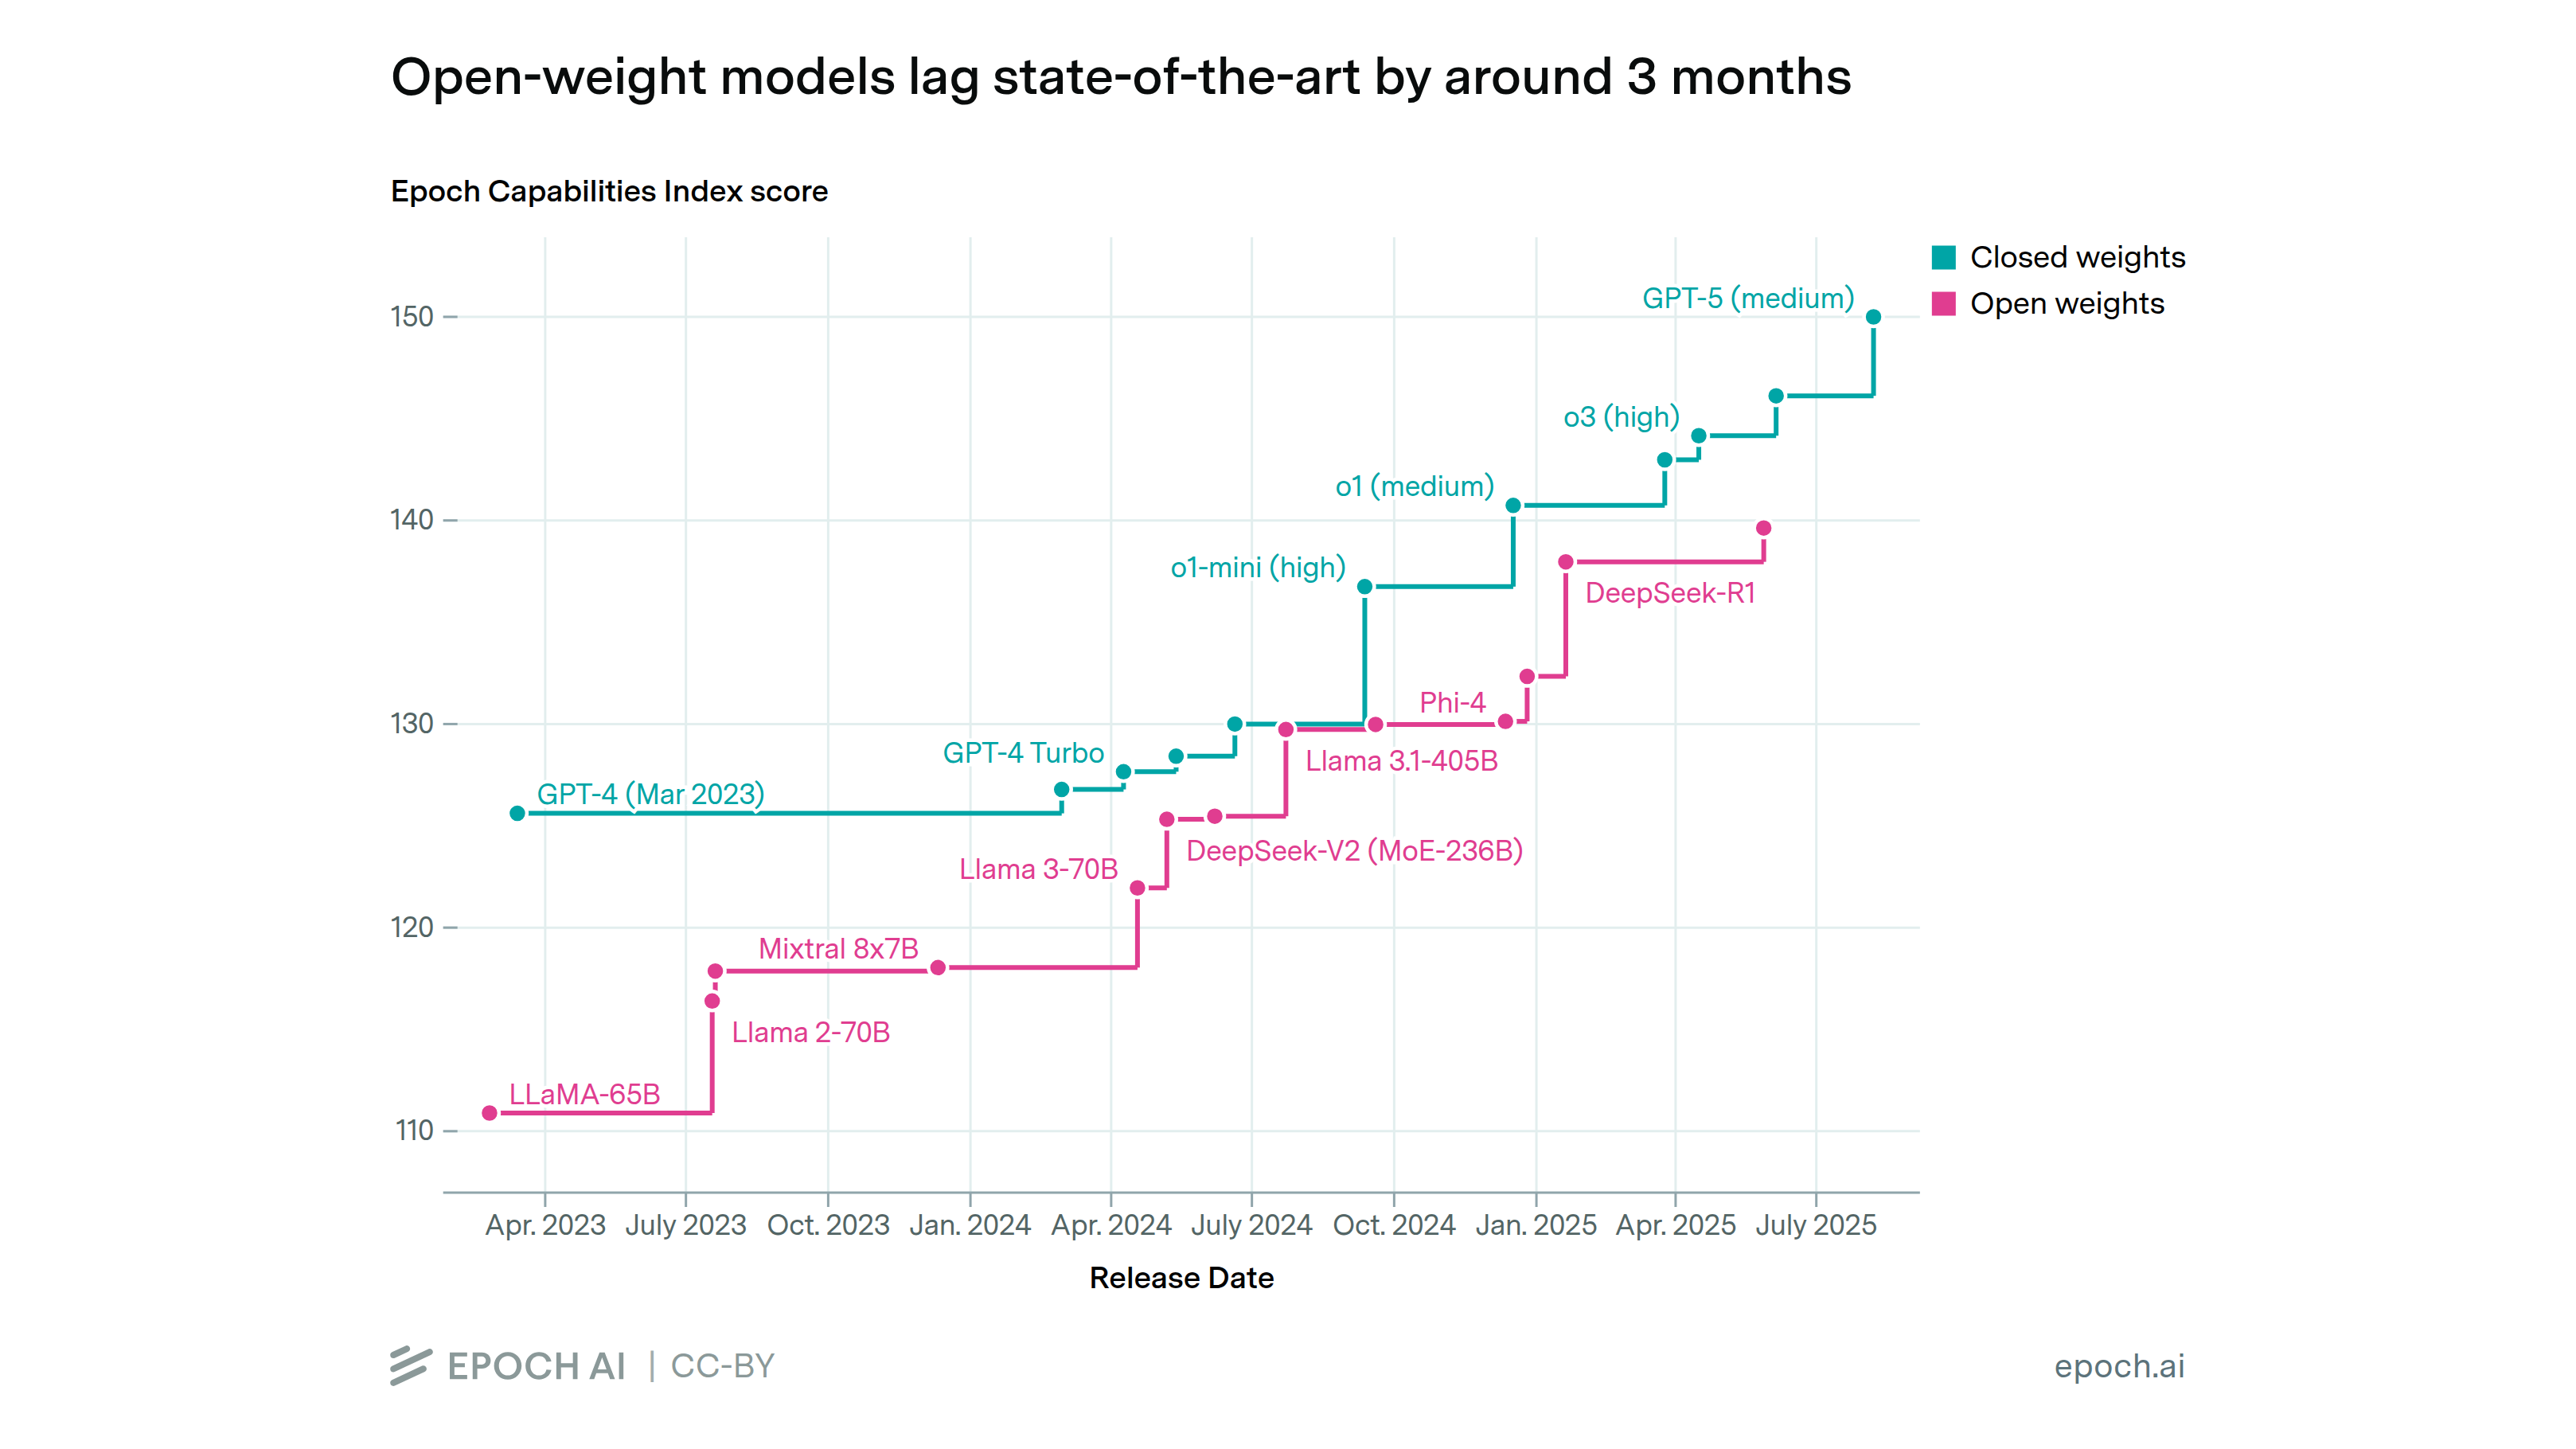 Open-weight models lag state-of-the-art by around 3 months
Epoch Capabilities Index score
Closed weights
Open weights
150
140
130
120
110
GPT-5 (medium)
o3 (high)
o1 (medium)
o1-mini (high)
DeepSeek-R1
Phi-4
GPT-4 Turbo
Llama 3.1-405B
GPT-4 (Mar 2023)
DeepSeek-V2 (MoE-236B)
Llama 3-70B
Mixtral 8x7B
Llama 2-70B
LLaMA-65B
Apr. 2023 July 2023 Oct. 2023 Jan. 2024 Apr. 2024 July 2024 Oct. 2024 Jan. 2025 Apr. 2025 July 2025
Release Date
EPOCH AI | CC-BY
epoch.ai